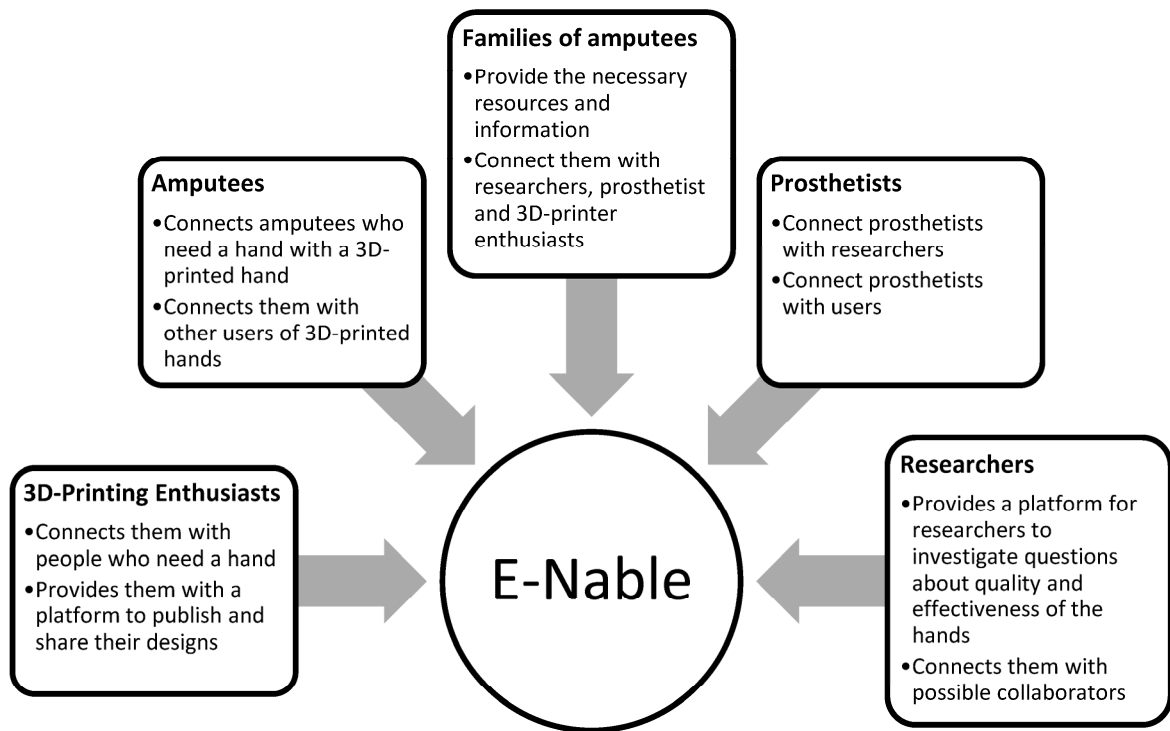 Families of amputees
•Provide the necessary
resources and
information
•Connect them with
researchers, prosthetist
and 3D-printer
enthusiasts
Amputees
•Connects amputees who
need a hand with a 3D-
printed hand
•Connects them with
other users of 3D-printed
hands
Prosthetists
•Connect prosthetists
with researchers
•Connect prosthetists
with users
3D-Printing Enthusiasts
•Connects them with
people who need a hand
•Provides them with a
platform to publish and
share their designs
E-Nable
Researchers
•Provides a platform for
researchers to
investigate questions
about quality and
effectiveness of the
hands
•Connects them with
possible collaborators